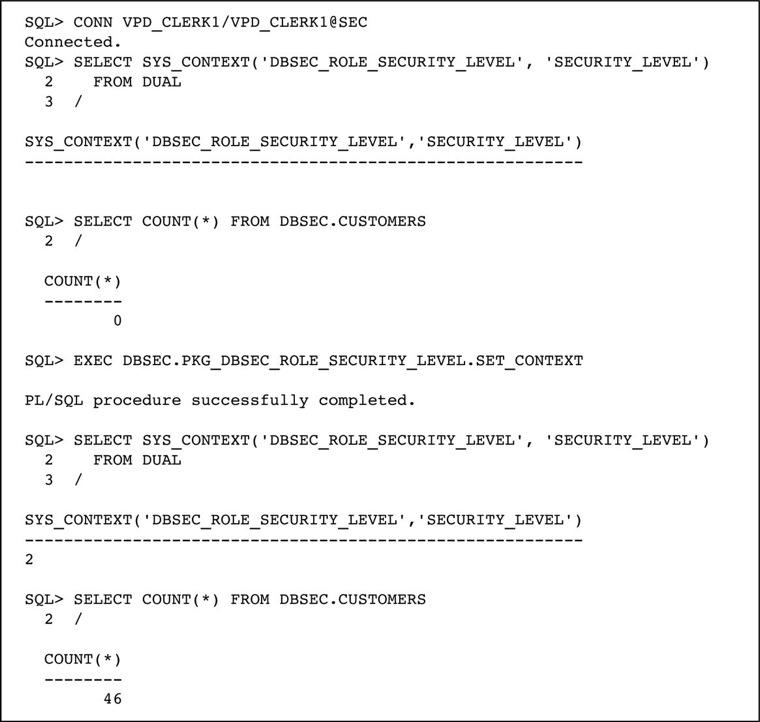 SQL> CONN VPD_CLERK1/VPD_CLERK1@SEC
Connected.
SQL> SELECT SYS_CONTEXT('DBSEC_ROLE_SECURITY_LEVEL', 'SECURITY_LEVEL')
  2    FROM DUAL
  3  /
SYS_CONTEXT('DBSEC_ROLE_SECURITY_LEVEL','SECURITY_LEVEL')
---------------------------------------------------------
SQL> SELECT COUNT(*) FROM DBSEC.CUSTOMERS
  2  /
  COUNT(*)
  --------
         0
SQL> EXEC DBSEC.PKG_DBSEC_ROLE_SECURITY_LEVEL.SET_CONTEXT
PL/SQL procedure successfully completed.
SQL> SELECT SYS_CONTEXT('DBSEC_ROLE_SECURITY_LEVEL', 'SECURITY_LEVEL')
  2    FROM DUAL
  3  /
SYS_CONTEXT('DBSEC_ROLE_SECURITY_LEVEL','SECURITY_LEVEL')
---------------------------------------------------------
2
SQL> SELECT COUNT(*) FROM DBSEC.CUSTOMERS
  2  /
  COUNT(*)
  --------
        46